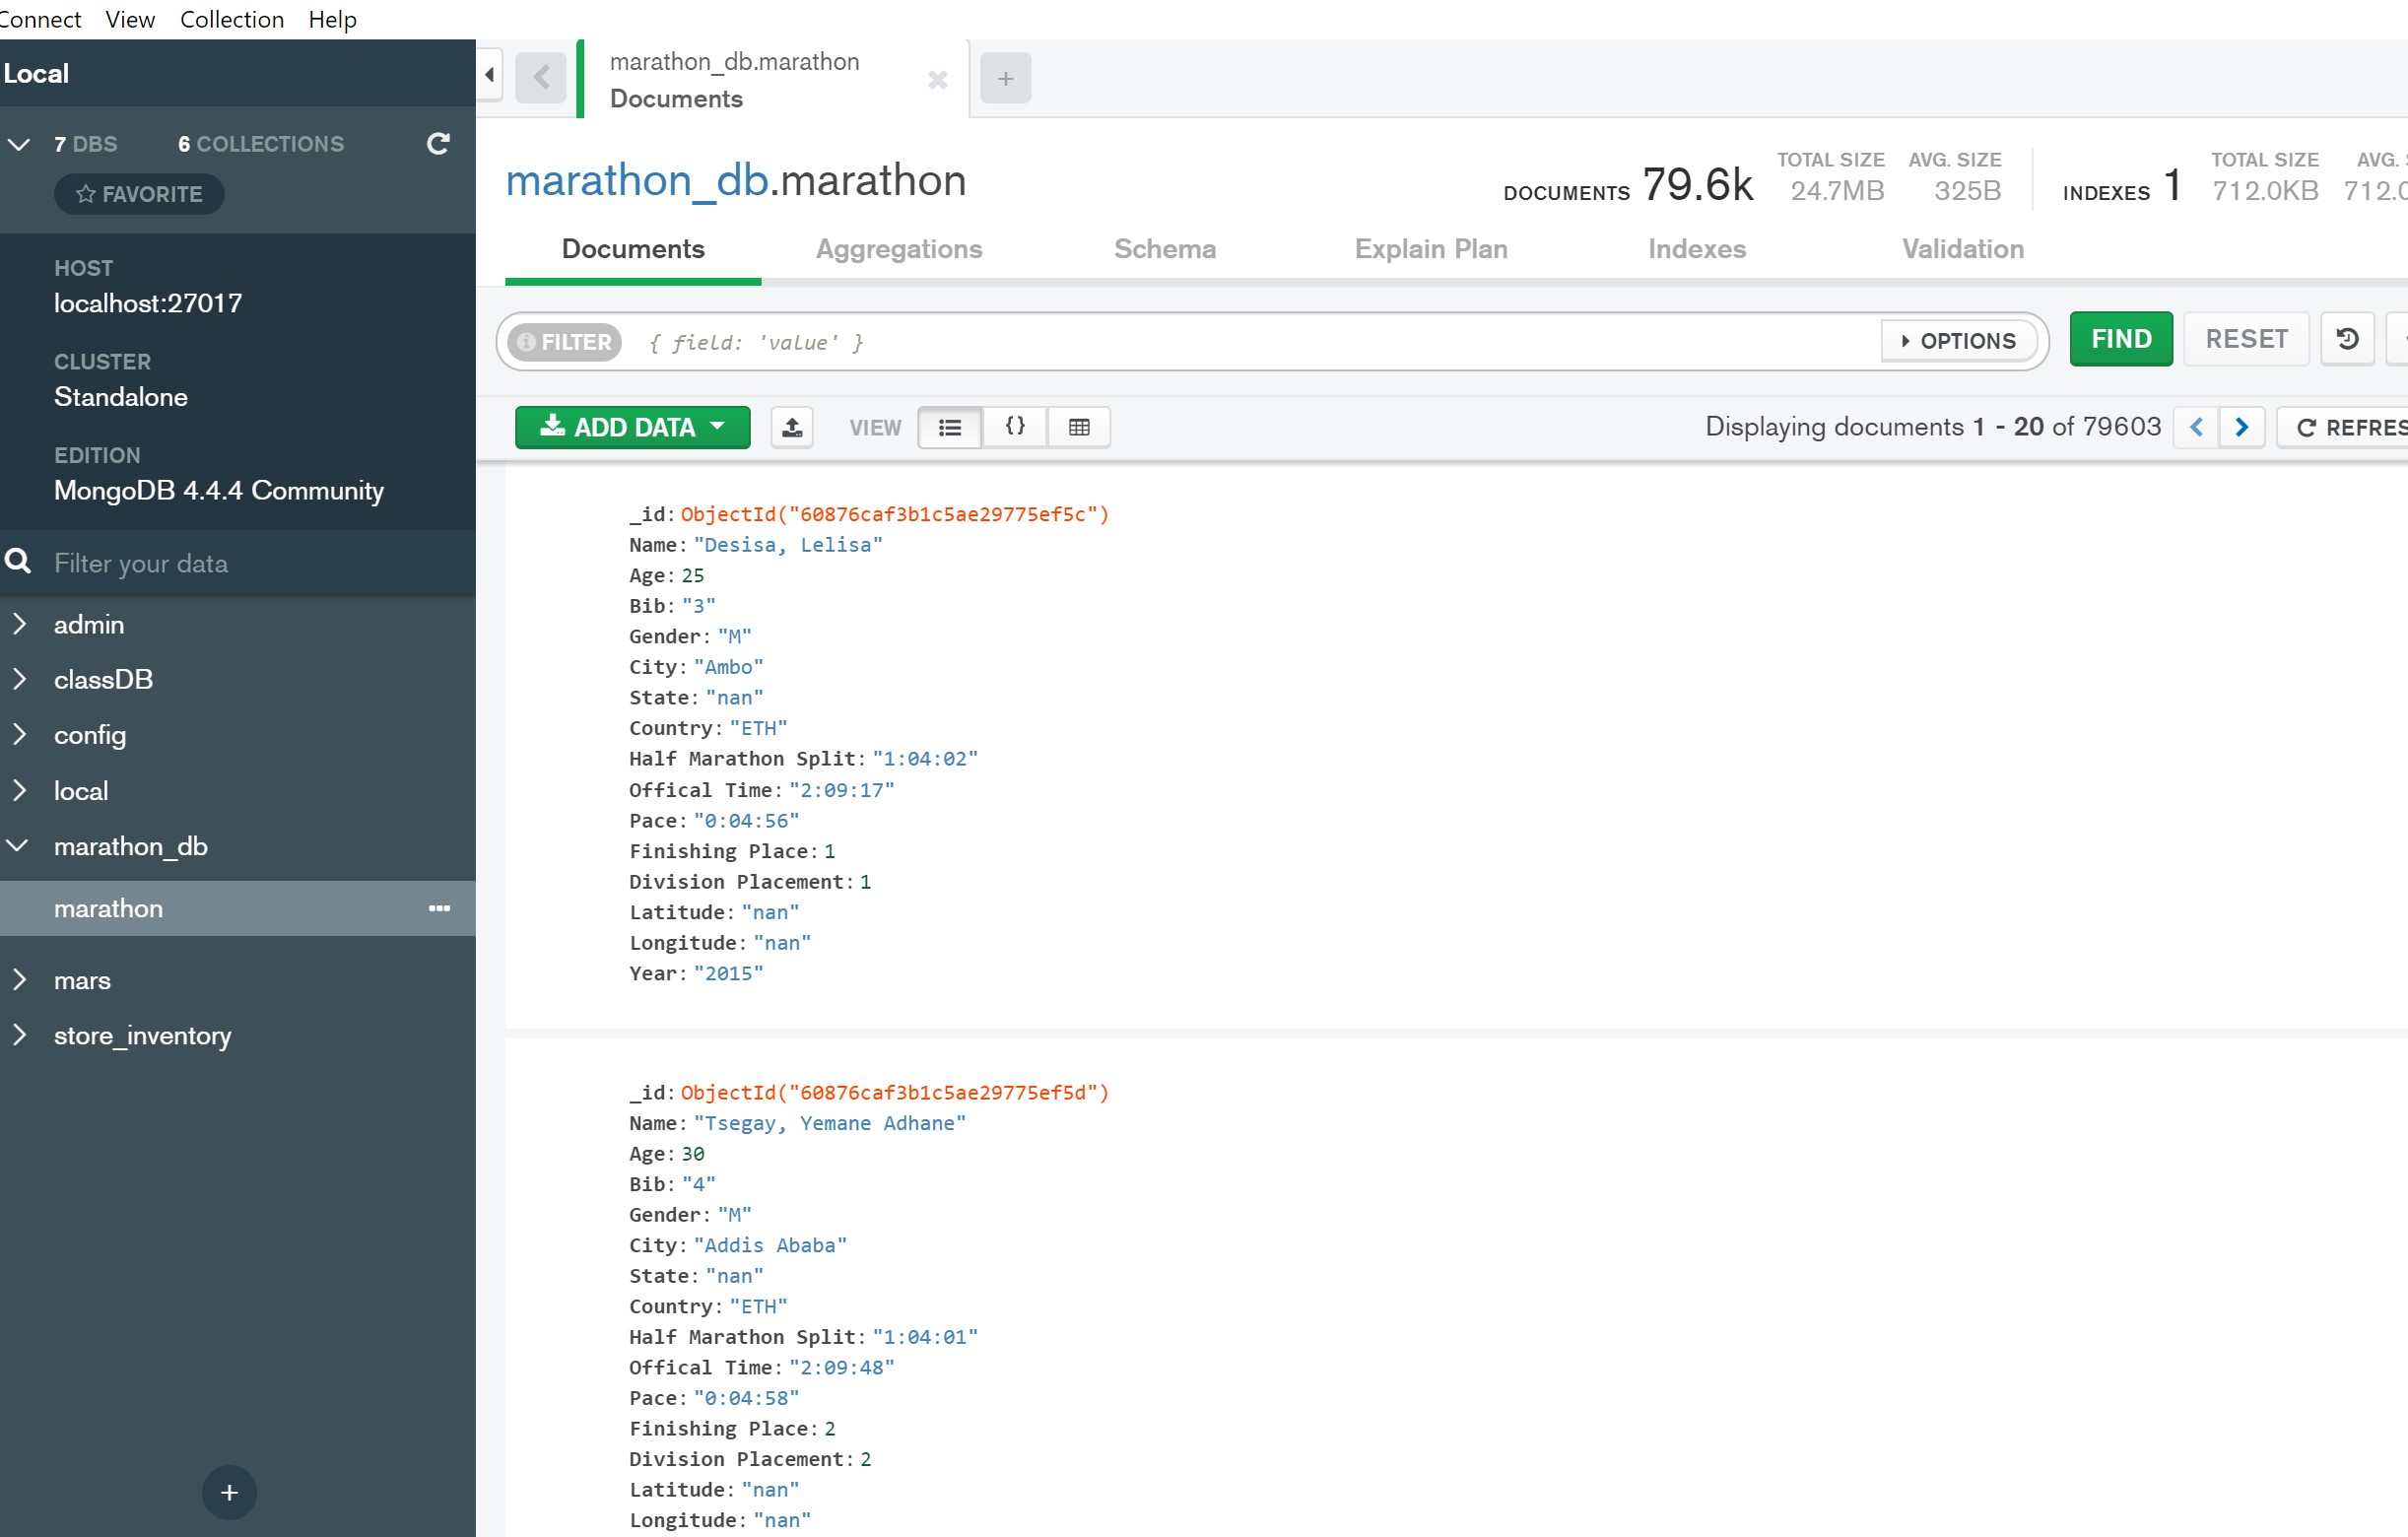 Connect View Collection Help
Local
7 DBS 6 COLLECTIONS
FAVORITE
HOST
localhost:27017
CLUSTER
Standalone
EDITION
MongoDB 4.4.4 Community
Filter your data
admin
classDB
config
local
marathon_db
marathon
mars
store_inventory
marathon_db.marathon
Documents
marathon_db.marathon
DOCUMENTS 79.6k TOTAL SIZE 24.7MB AVG. SIZE 325B INDEXES 1 TOTAL SIZE 712.0KB AVG. 712.0
Documents Aggregations Schema Explain Plan Indexes Validation
FILTER { field: 'value' } OPTIONS FIND RESET
ADD DATA VIEW {} Displaying documents 1 - 20 of 79603 REFRES
_id: ObjectId("60876caf3b1c5ae29775ef5c")
Name: "Desisa, Lelisa"
Age: 25
Bib: "3"
Gender: "M"
City: "Ambo"
State: "nan"
Country: "ETH"
Half Marathon Split: "1:04:02"
Offical Time: "2:09:17"
Pace: "0:04:56"
Finishing Place: 1
Division Placement: 1
Latitude: "nan"
Longitude: "nan"
Year: "2015"
_id: ObjectId("60876caf3b1c5ae29775ef5d")
Name: "Tsegay, Yemane Adhane"
Age: 30
Bib: "4"
Gender: "M"
City: "Addis Ababa"
State: "nan"
Country: "ETH"
Half Marathon Split: "1:04:01"
Offical Time: "2:09:48"
Pace: "0:04:58"
Finishing Place: 2
Division Placement: 2
Latitude: "nan"
Longitude: "nan"